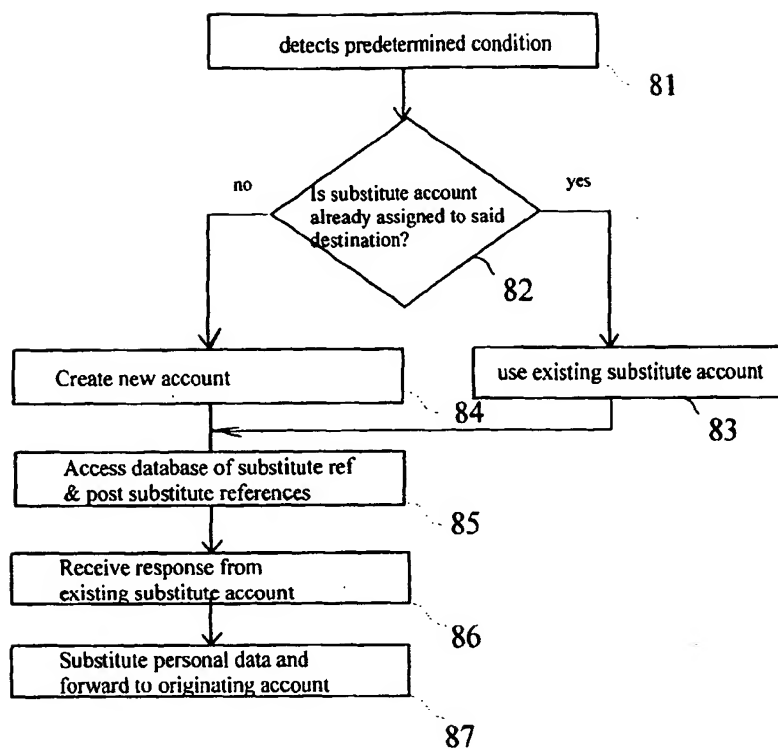 detects predetermined condition
81
no
yes
Is substitute account
already assigned to said
destination?
82
Create new account
84
use existing substitute account
83
Access database of substitute ref
& post substitute references
85
Receive response from
existing substitute account
86
Substitute personal data and
forward to originating account
87